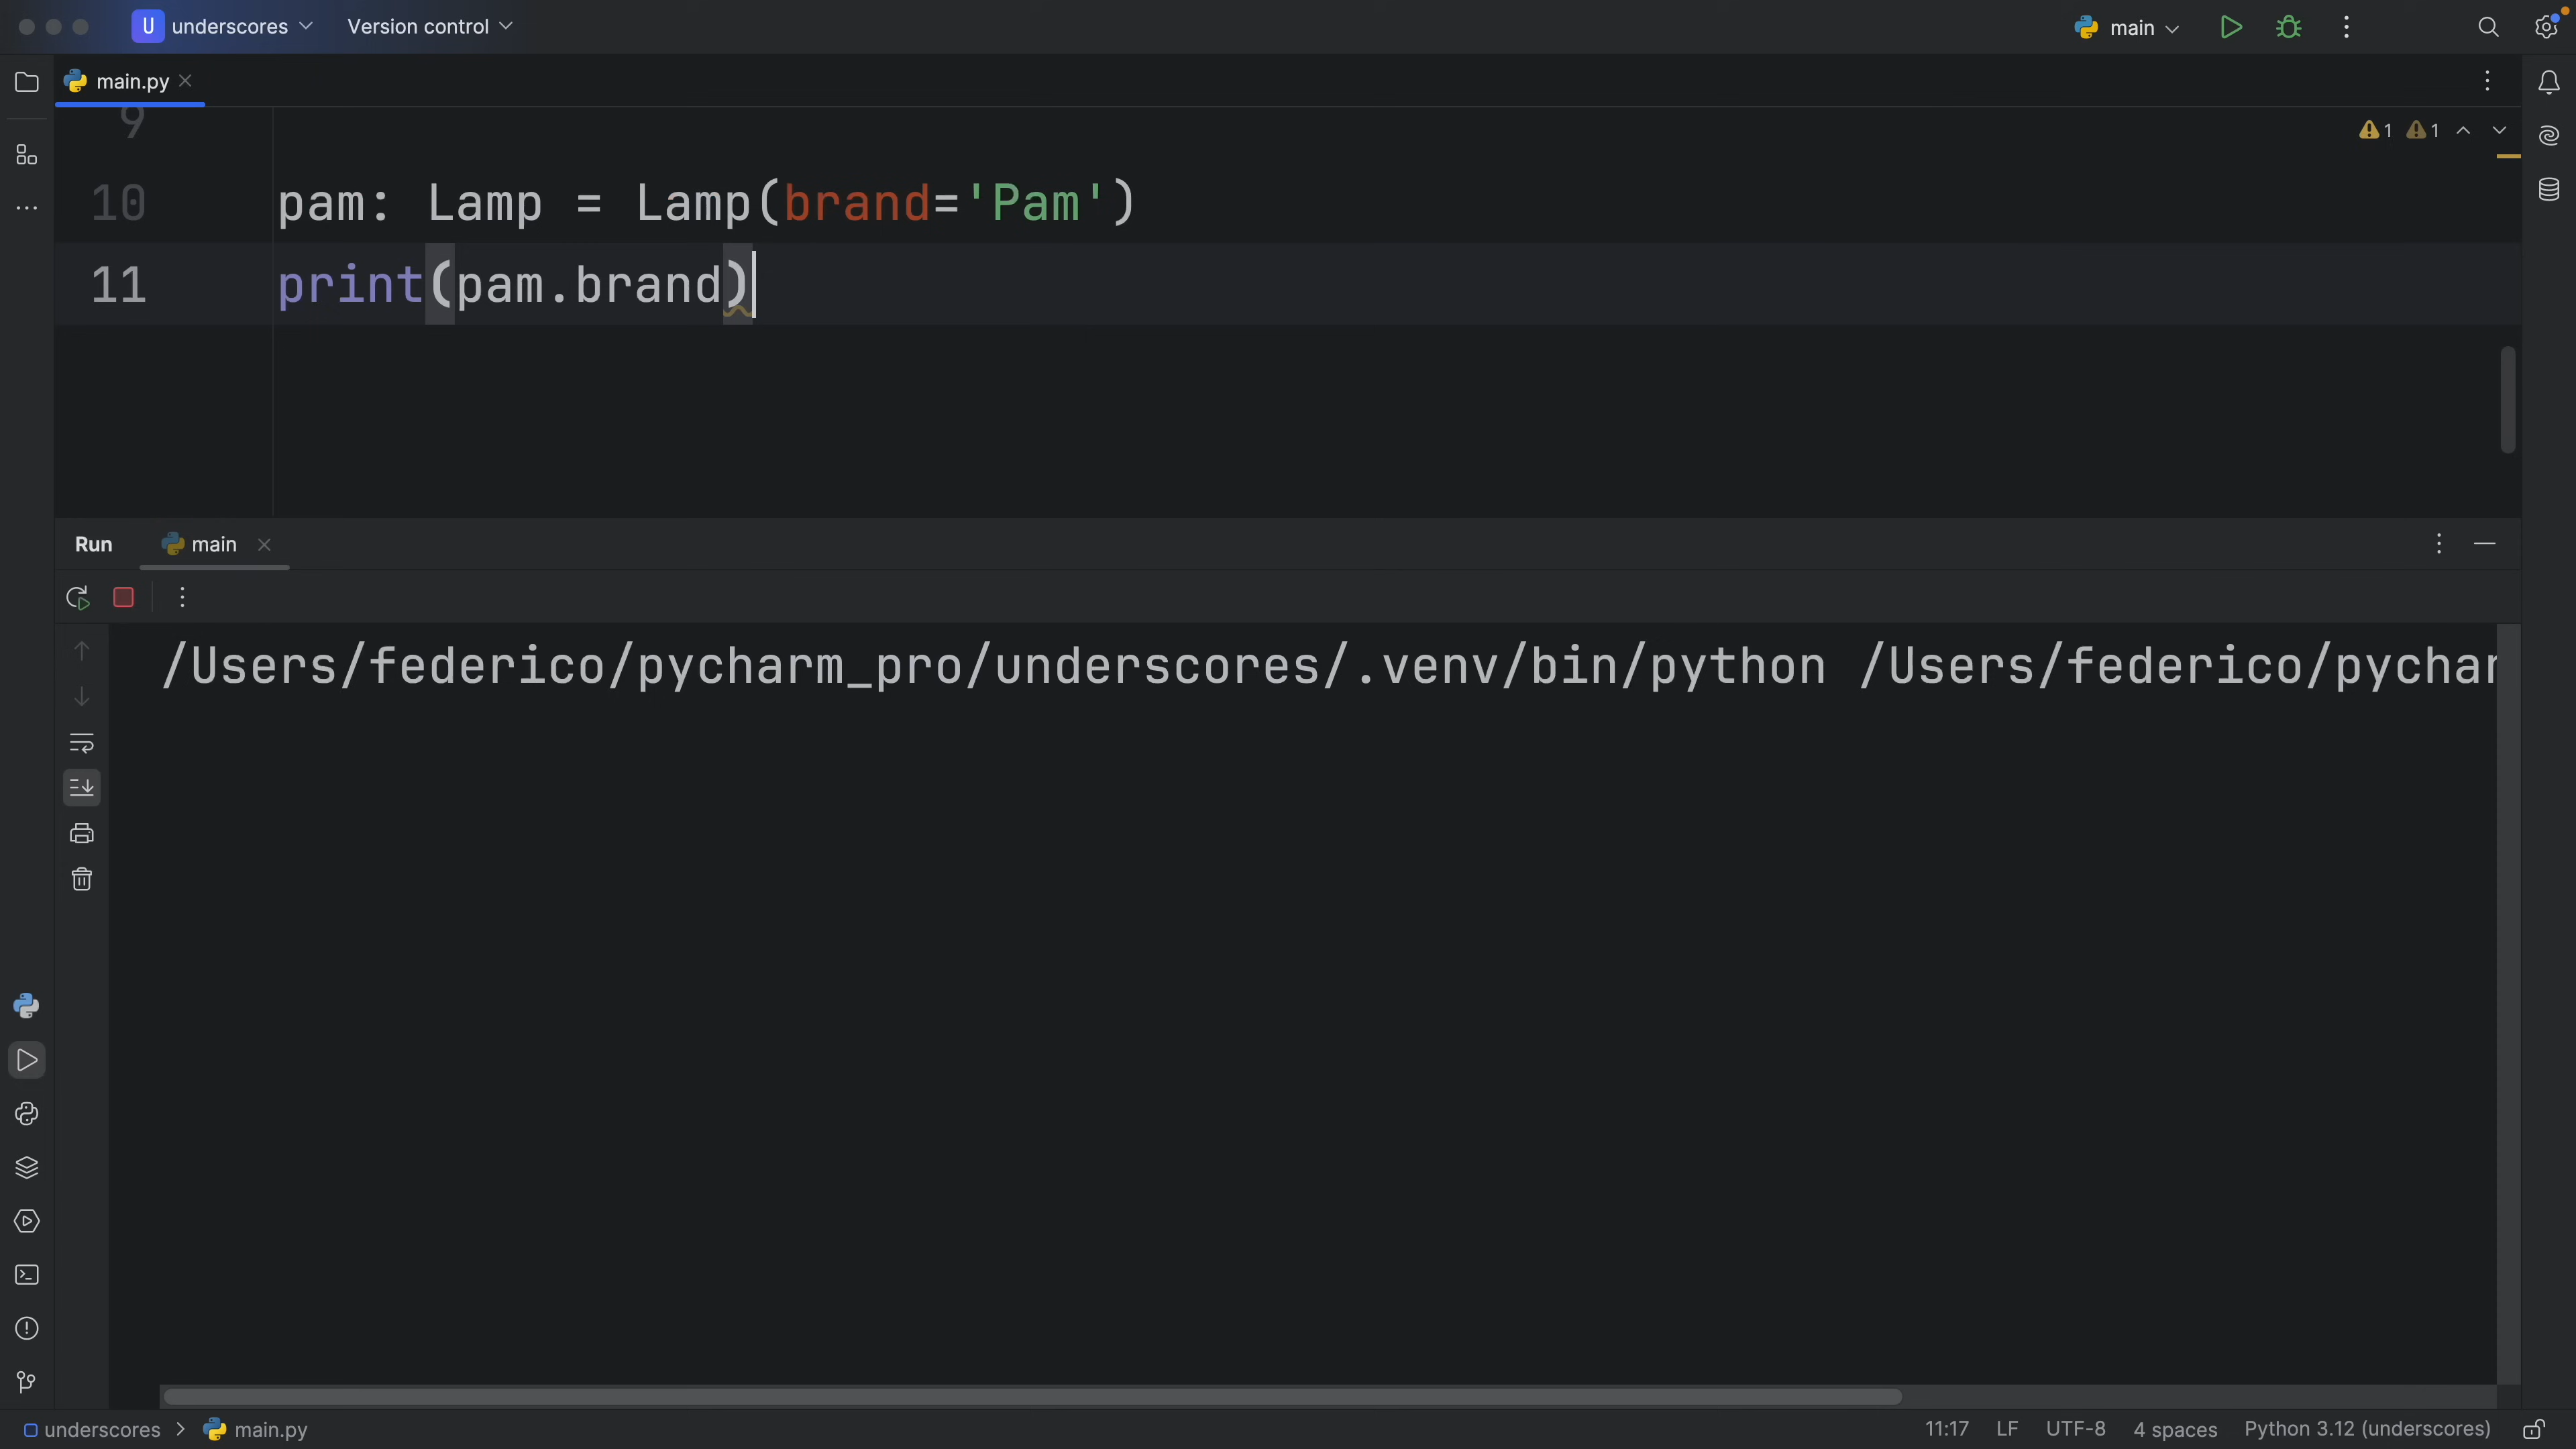 U underscores Version control main
main.py
9
1 1
10 pam: Lamp = Lamp(brand='Pam')
11 print(pam.brand)
Run main
/Users/federico/pycharm_pro/underscores/.venv/bin/python /Users/federico/pychar
underscores > main.py 11:17 LF UTF-8 4 spaces Python 3.12 (underscores)